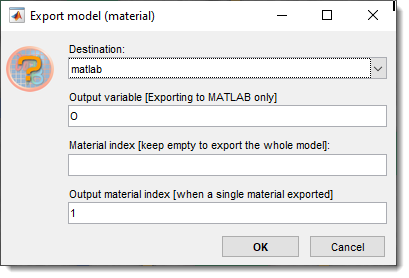 Export model (material)
Destination:
matlab
Output variable [Exporting to MATLAB only]
O
Material index [keep empty to export the whole model]:
Output material index [when a single material exported]
1
OK
Cancel